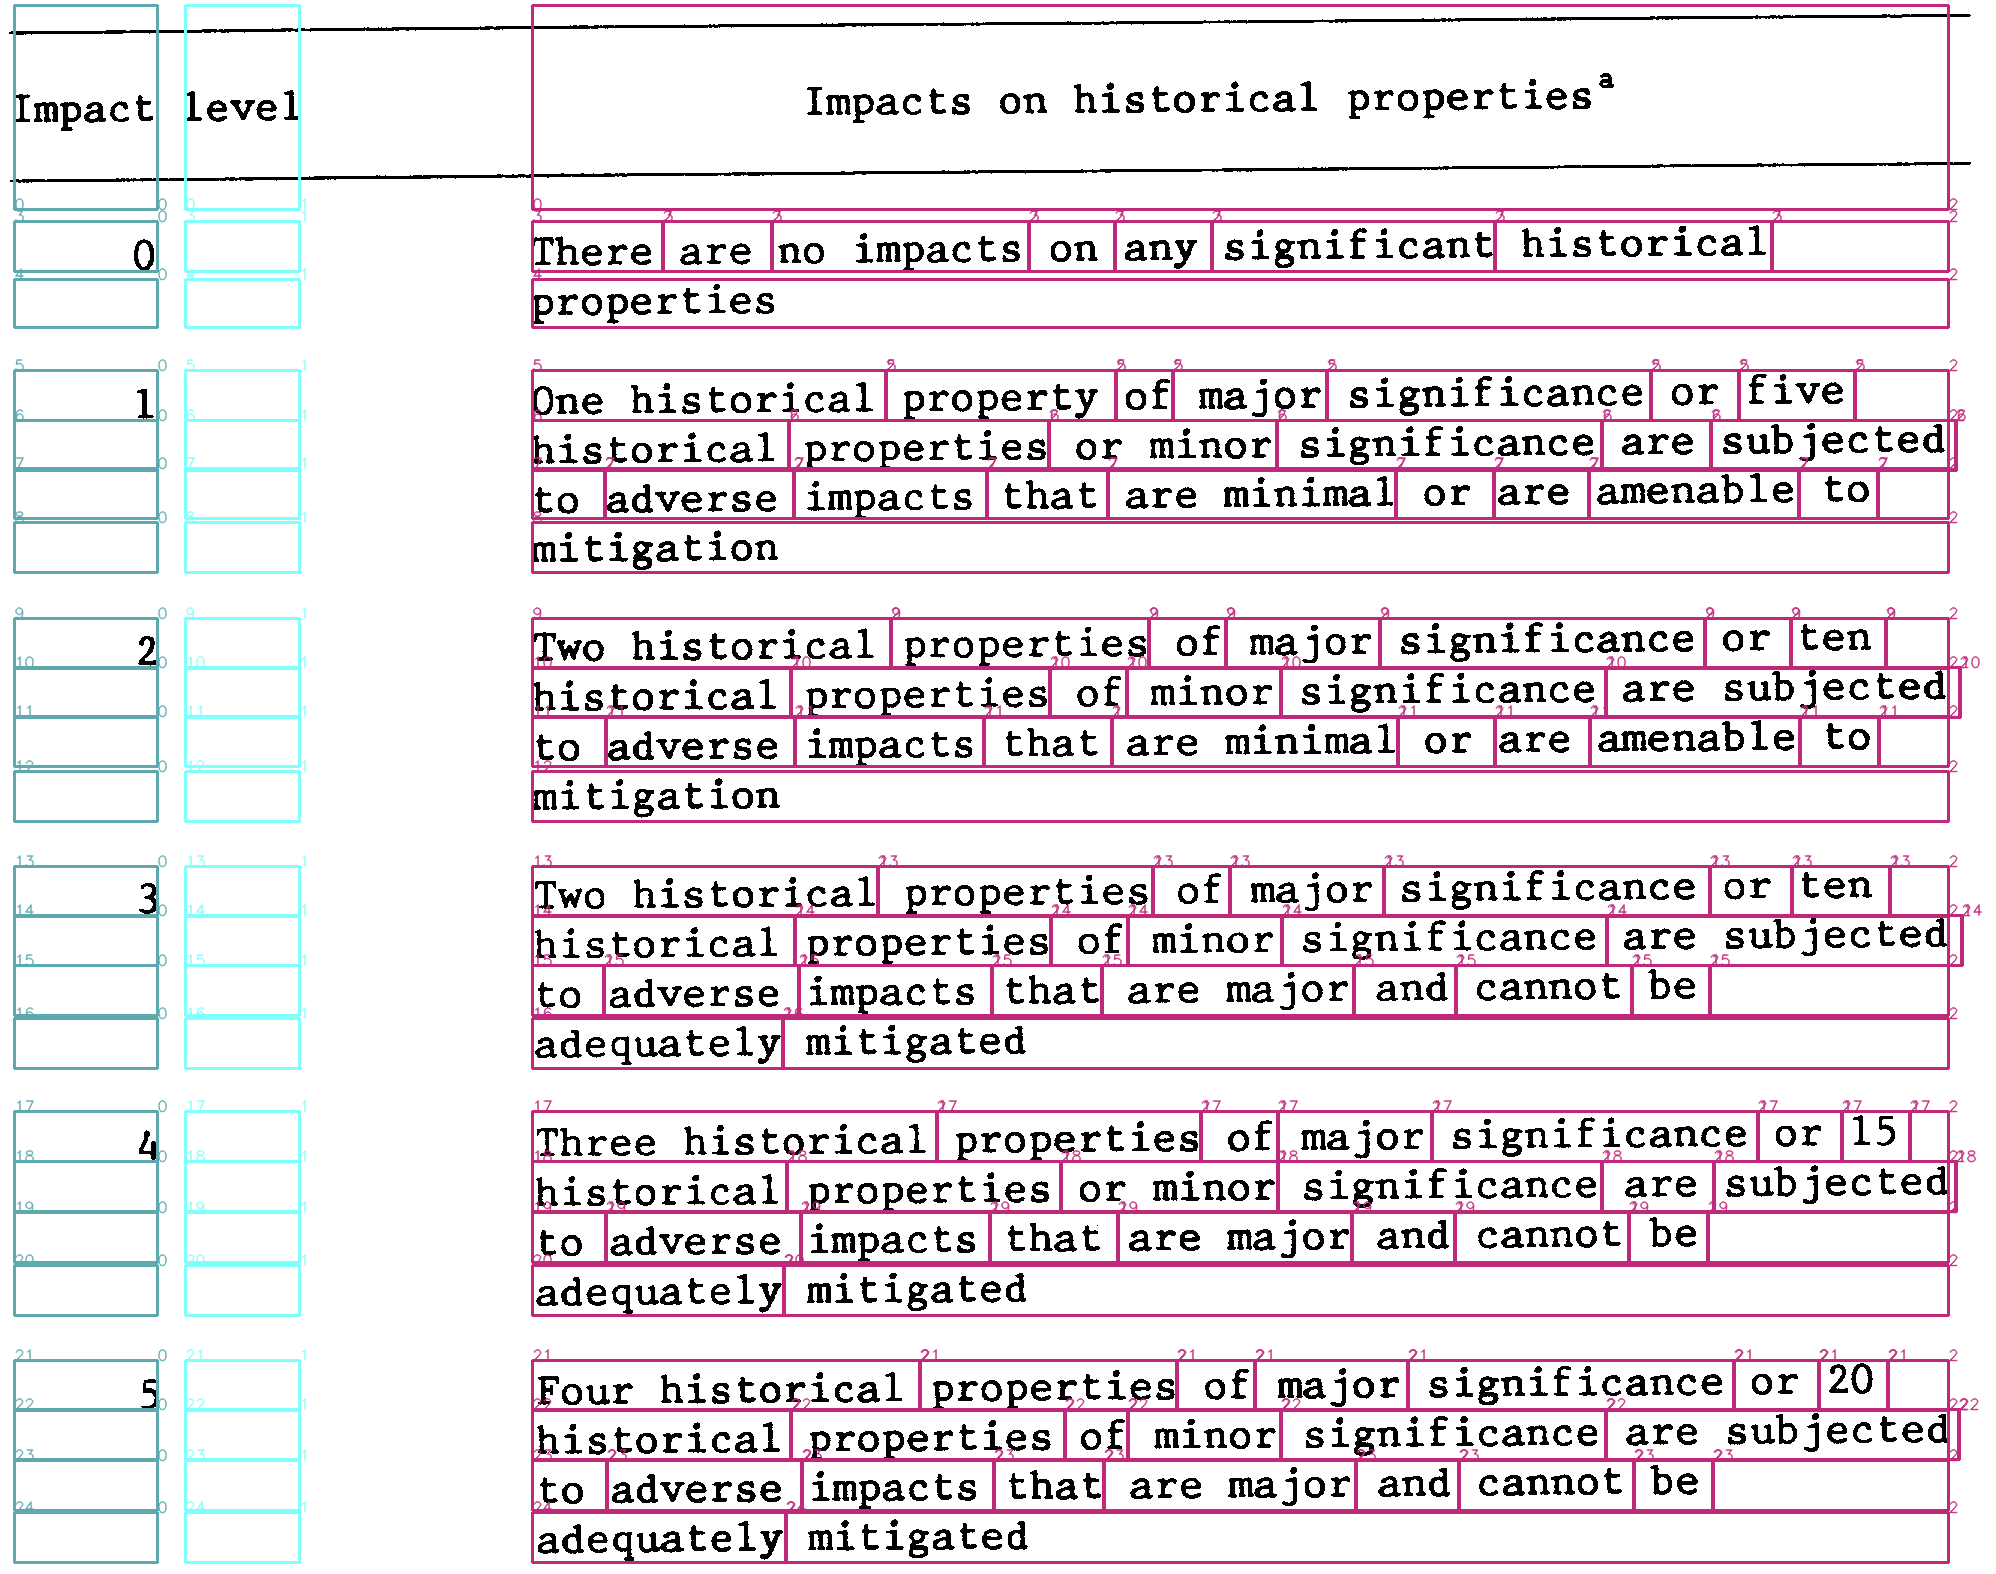 Impact level Impacts on historical properties^a
0 There are no impacts on any significant historical
properties
1 One historical property of major significance or five
historical properties or minor significance are subjected
to adverse impacts that are minimal or are amenable to
mitigation
2 Two historical properties of major significance or ten
historical properties of minor significance are subjected
to adverse impacts that are minimal or are amenable to
mitigation
3 Two historical properties of major significance or ten
historical properties of minor significance are subjected
to adverse impacts that are major and cannot be
adequately mitigated
4 Three historical properties of major significance or 15
historical properties or minor significance are subjected
to adverse impacts that are major and cannot be
adequately mitigated
5 Four historical properties of major significance or 20
historical properties of minor significance are subjected
to adverse impacts that are major and cannot be
adequately mitigated